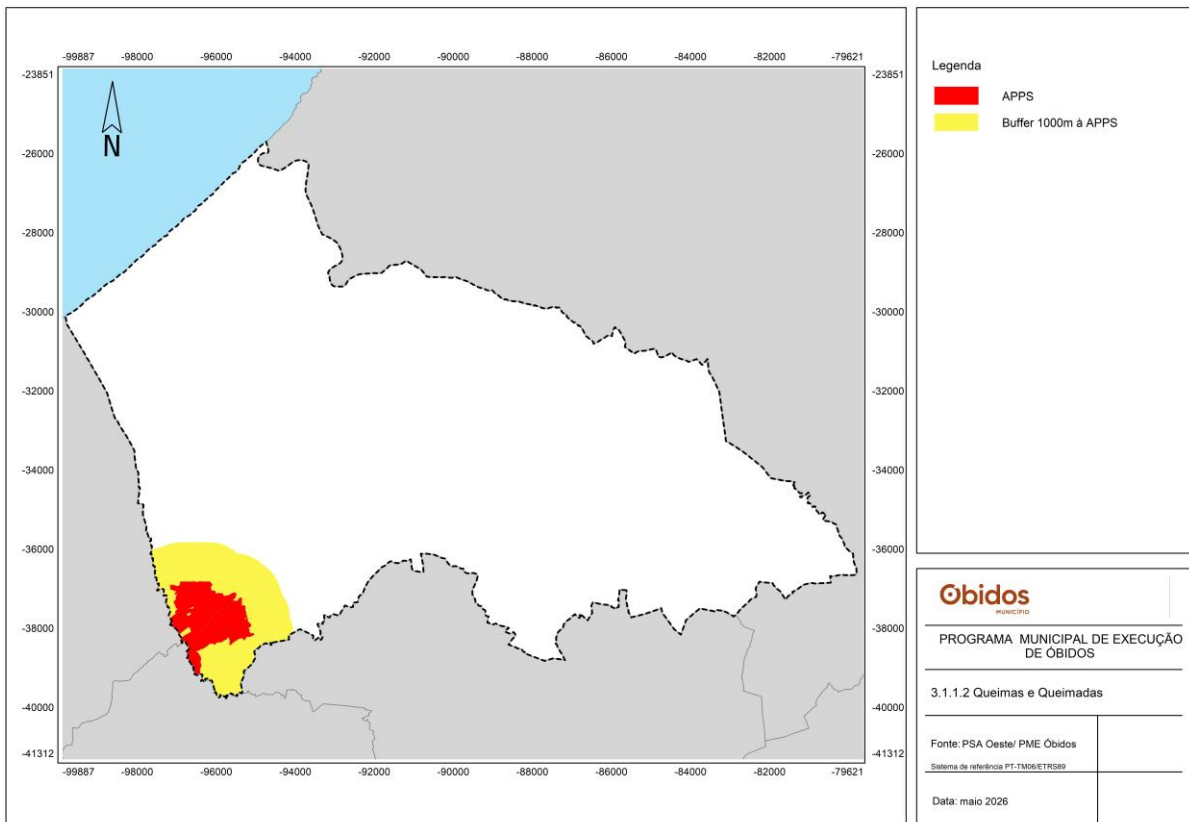 -99887 -98000 -96000 -94000 -92000 -90000 -88000 -86000 -84000 -82000 -79621
-23851 -23851
N
-26000 -26000
-28000 -28000
-30000 -30000
-32000 -32000
-34000 -34000
-36000 -36000
-38000 -38000
-40000 -40000
-41312 -41312
-99887 -98000 -96000 -94000 -92000 -90000 -88000 -86000 -84000 -82000 -79621
Legenda
APPS
Buffer 1000m à APPS
Óbidos
MUNICÍPIO
PROGRAMA MUNICIPAL DE EXECUÇÃO
DE ÓBIDOS
3.1.1.2 Queimas e Queimadas
Fonte: PSA Oeste/ PME Óbidos
Sistema de referência PT-TM06/ETRS89
Data: maio 2026